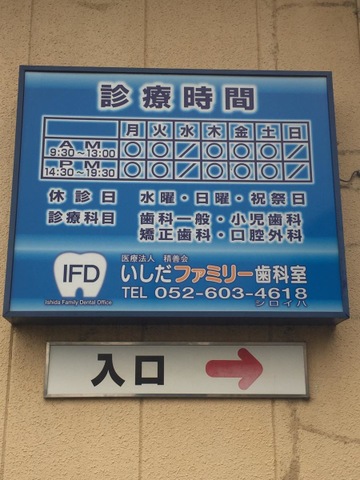 診療時間
月 火 水 木 金 土 日
AM 9:30~13:00 ○ ○ / ○ ○ ○ /
PM 14:30~19:30 ○ ○ / ○ ○ ○ /
休診日 水曜・日曜・祝祭日
診療科目 歯科一般・小児歯科
矯正歯科・口腔外科
医療法人 積善会
IFD いしだファミリー歯科室
Ishida Family Dental Office
TEL 052-603-4618
シロイハ
入口